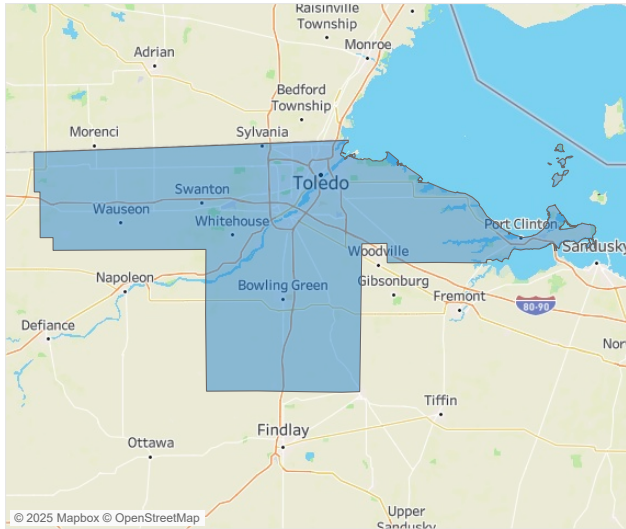 Raisinville
Township
Adrian
Monroe
Bedford
Township
Morenci
Sylvania
Toledo
Swanton
Wauseon
Whitehouse
Port Clinton
Woodville
Sandusky
Napoleon
Bowling Green
Gibsonburg
Fremont
80-90
Defiance
Nor
Tiffin
Findlay
Ottawa
Upper
Sandusky
© 2025 Mapbox © OpenStreetMap